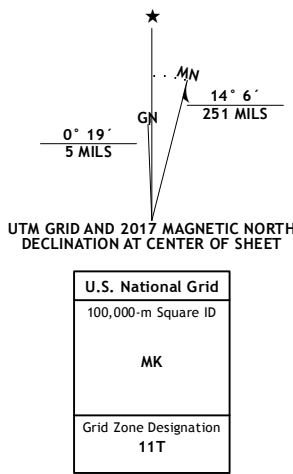 ★
MN
GN
14° 6´
251 MILS
0° 19´
5 MILS
UTM GRID AND 2017 MAGNETIC NORTH
DECLINATION AT CENTER OF SHEET
U.S. National Grid
100,000-m Square ID
MK
Grid Zone Designation
11T